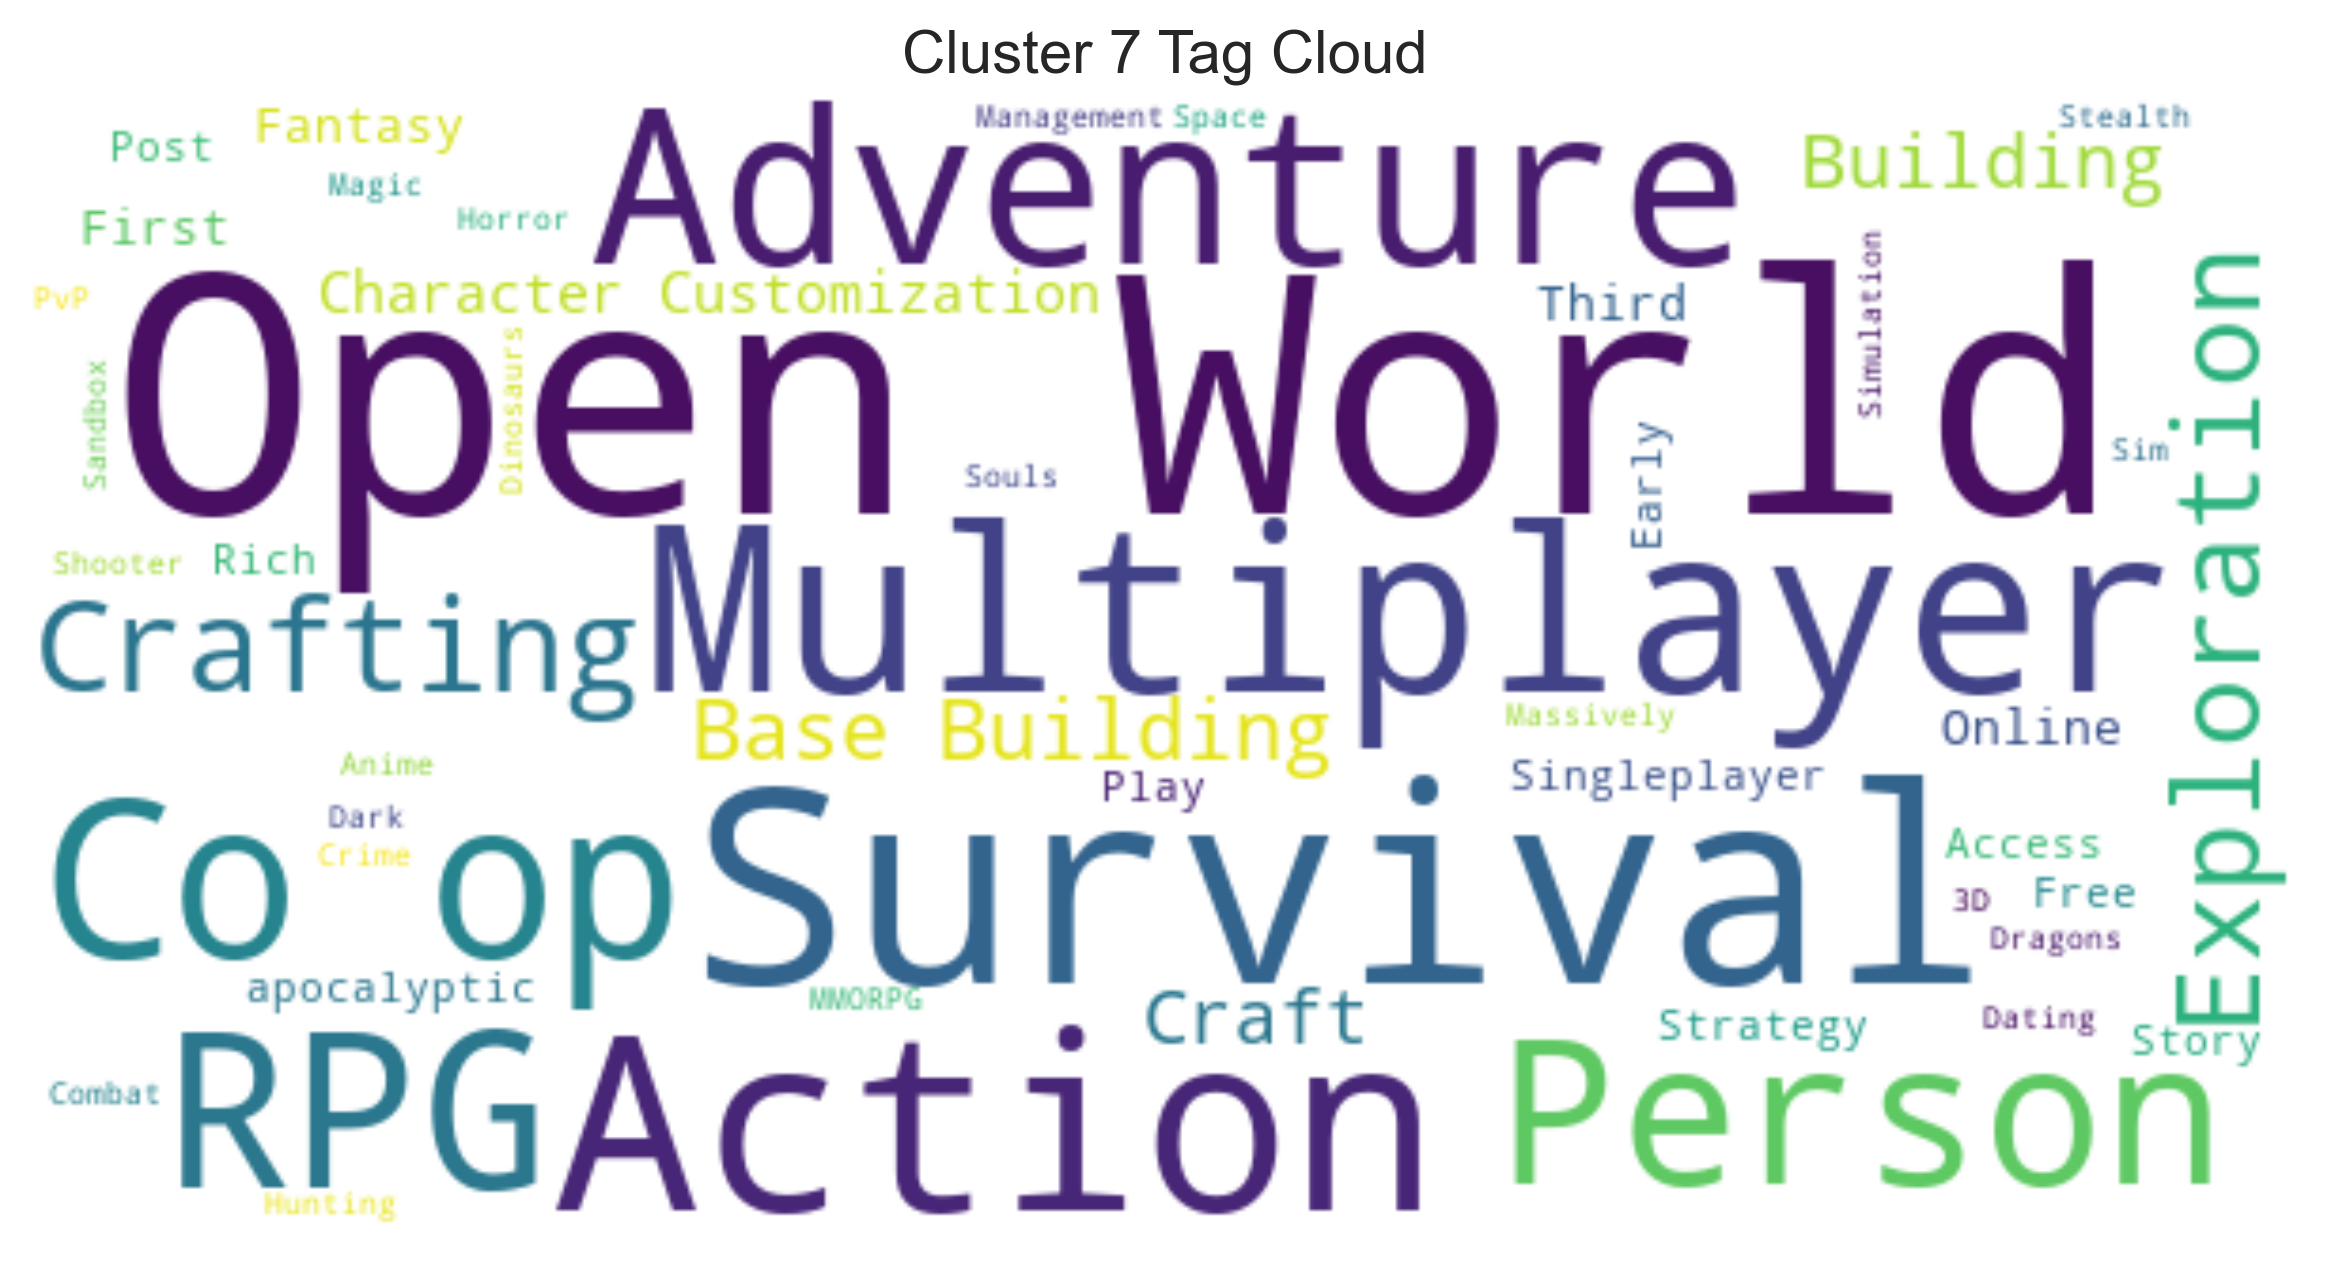 Cluster 7 Tag Cloud
Management Space
Stealth
Fantasy
Post
Adventure
Building
Magic
Horror
First
Character Customization
PvP
Third
Simulation
Open World
Dinosaurs
Sandbox
Souls
Early
Sim
Exploration
Shooter
Rich
Multiplayer
Crafting
Base Building
Massively
Online
Anime
Play
Singleplayer
Dark
Crime
Co op
Survival
Access
3D
Free
Dragons
apocalyptic
MMORPG
Craft
Strategy
Dating
Story
Combat
RPG
Action
Person
Hunting